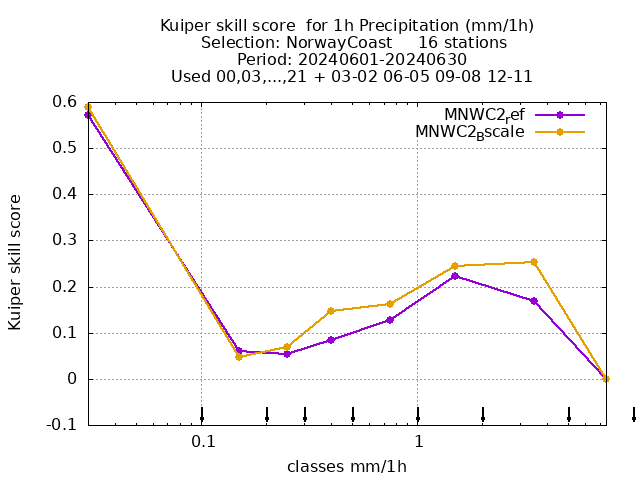 Kuiper skill score  for 1h Precipitation (mm/1h)
Selection: NorwayCoast     16 stations
Period: 20240601-20240630
Used 00,03,...,21 + 03-02 06-05 09-08 12-11
MNWC2ref
MNWC2Bscale
Kuiper skill score
0.6
0.5
0.4
0.3
0.2
0.1
0
-0.1
0.1
1
classes mm/1h